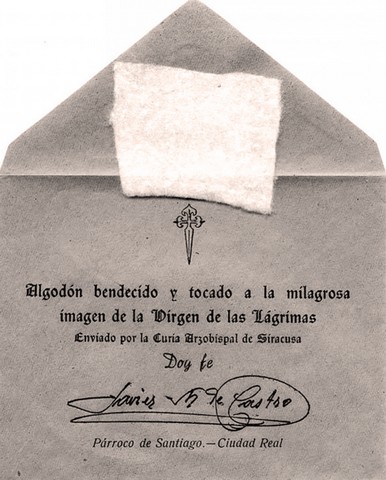 Algodón bendecido y tocado a la milagrosa
imagen de la Virgen de las Lágrimas
Enviado por la Curia Arzobispal de Siracusa
Doy fe
Javier M. de Castro
Párroco de Santiago.—Ciudad Real